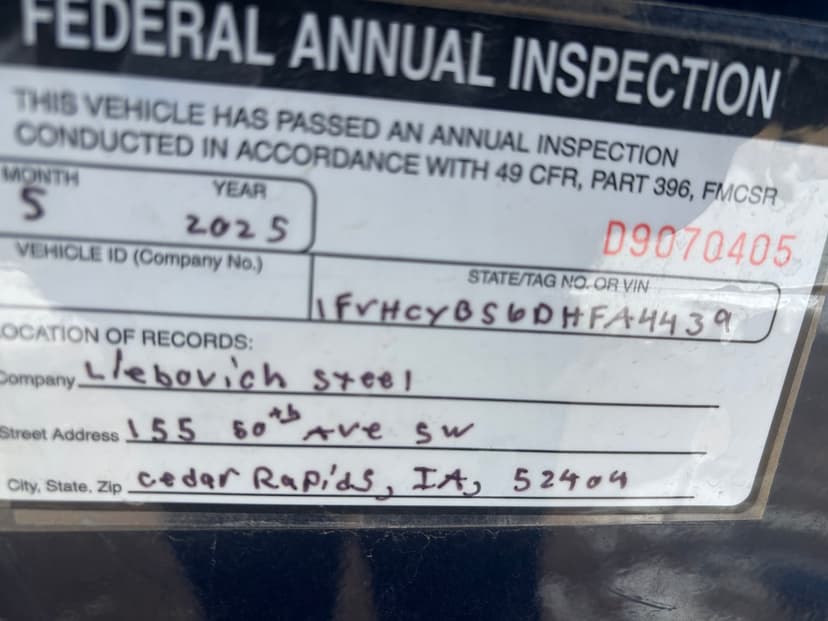 FEDERAL ANNUAL INSPECTION
THIS VEHICLE HAS PASSED AN ANNUAL INSPECTION
CONDUCTED IN ACCORDANCE WITH 49 CFR, PART 396, FMCSR
MONTH YEAR
5 2025
D9070405
VEHICLE ID (Company No.)
STATE/TAG NO. OR VIN
1FVHCYBS6DHFA4439
LOCATION OF RECORDS:
Company Liebovich Steel
Street Address 155 60th Ave SW
City, State, Zip Cedar Rapids, IA, 52404